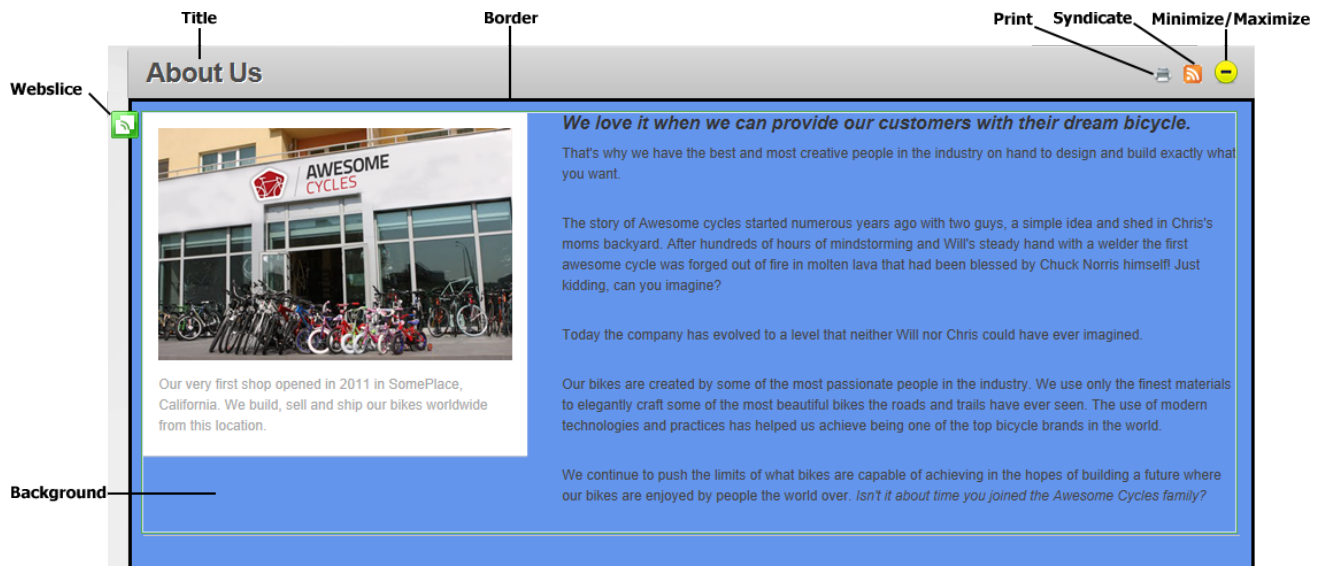 Title
Border
Print
Syndicate
Minimize/Maximize
About Us
Webslice
AWESOME
CYCLES
We love it when we can provide our customers with their dream bicycle.
That's why we have the best and most creative people in the industry on hand to design and build exactly what
you want.
The story of Awesome cycles started numerous years ago with two guys, a simple idea and shed in Chris's
moms backyard. After hundreds of hours of mindstorming and Will's steady hand with a welder the first
awesome cycle was forged out of fire in molten lava that had been blessed by Chuck Norris himself! Just
kidding, can you imagine?
Today the company has evolved to a level that neither Will nor Chris could have ever imagined.
Our very first shop opened in 2011 in SomePlace,
California. We build, sell and ship our bikes worldwide
from this location.
Our bikes are created by some of the most passionate people in the industry. We use only the finest materials
to elegantly craft some of the most beautiful bikes the roads and trails have ever seen. The use of modern
technologies and practices has helped us achieve being one of the top bicycle brands in the world.
We continue to push the limits of what bikes are capable of achieving in the hopes of building a future where
our bikes are enjoyed by people the world over. Isn't it about time you joined the Awesome Cycles family?
Background